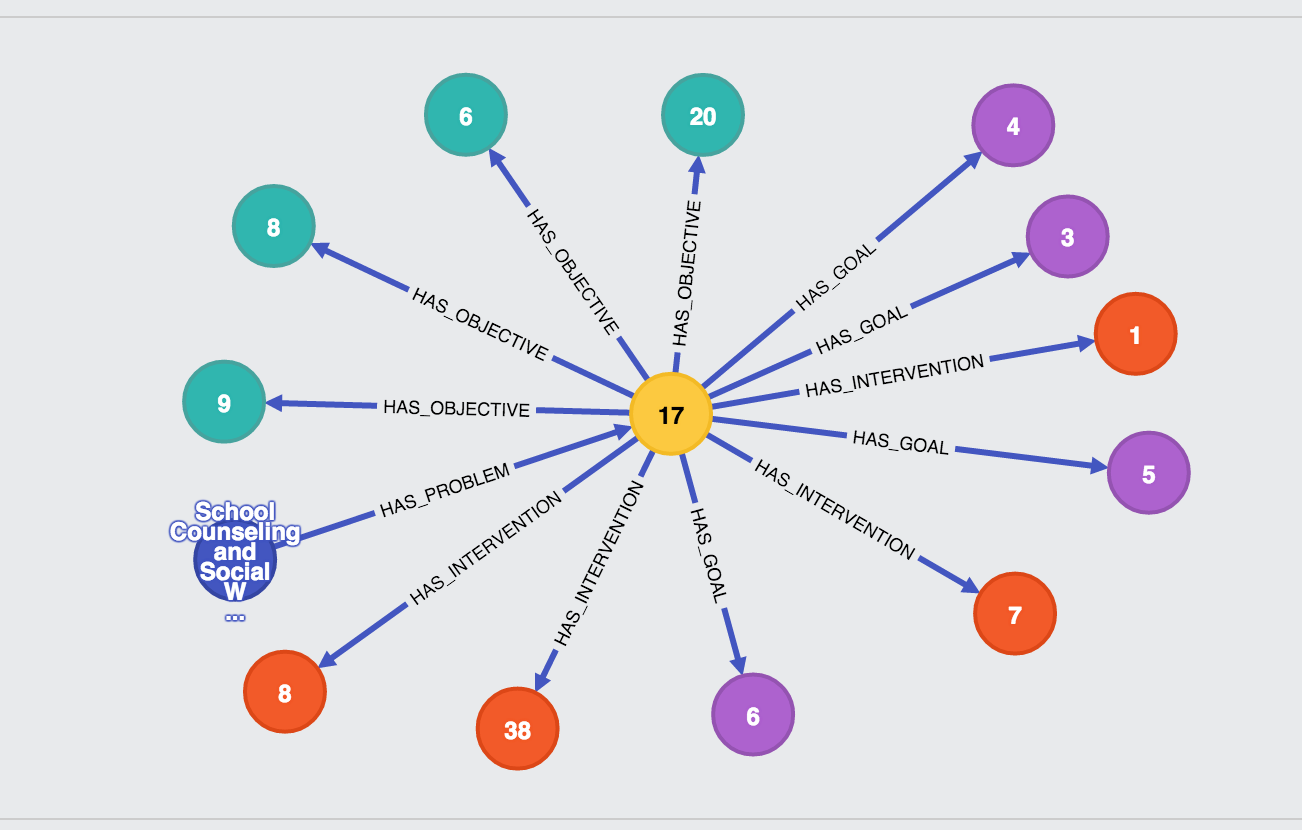 6
20
4
8
3
HAS_OBJECTIVE
HAS_OBJECTIVE
HAS_GOAL
HAS_OBJECTIVE
HAS_GOAL
1
HAS_INTERVENTION
9
HAS_OBJECTIVE
17
HAS_GOAL
5
HAS_PROBLEM
HAS_INTERVENTION
School
Counseling
and
Social
W
...
HAS_INTERVENTION
HAS_INTERVENTION
HAS_GOAL
7
8
38
6